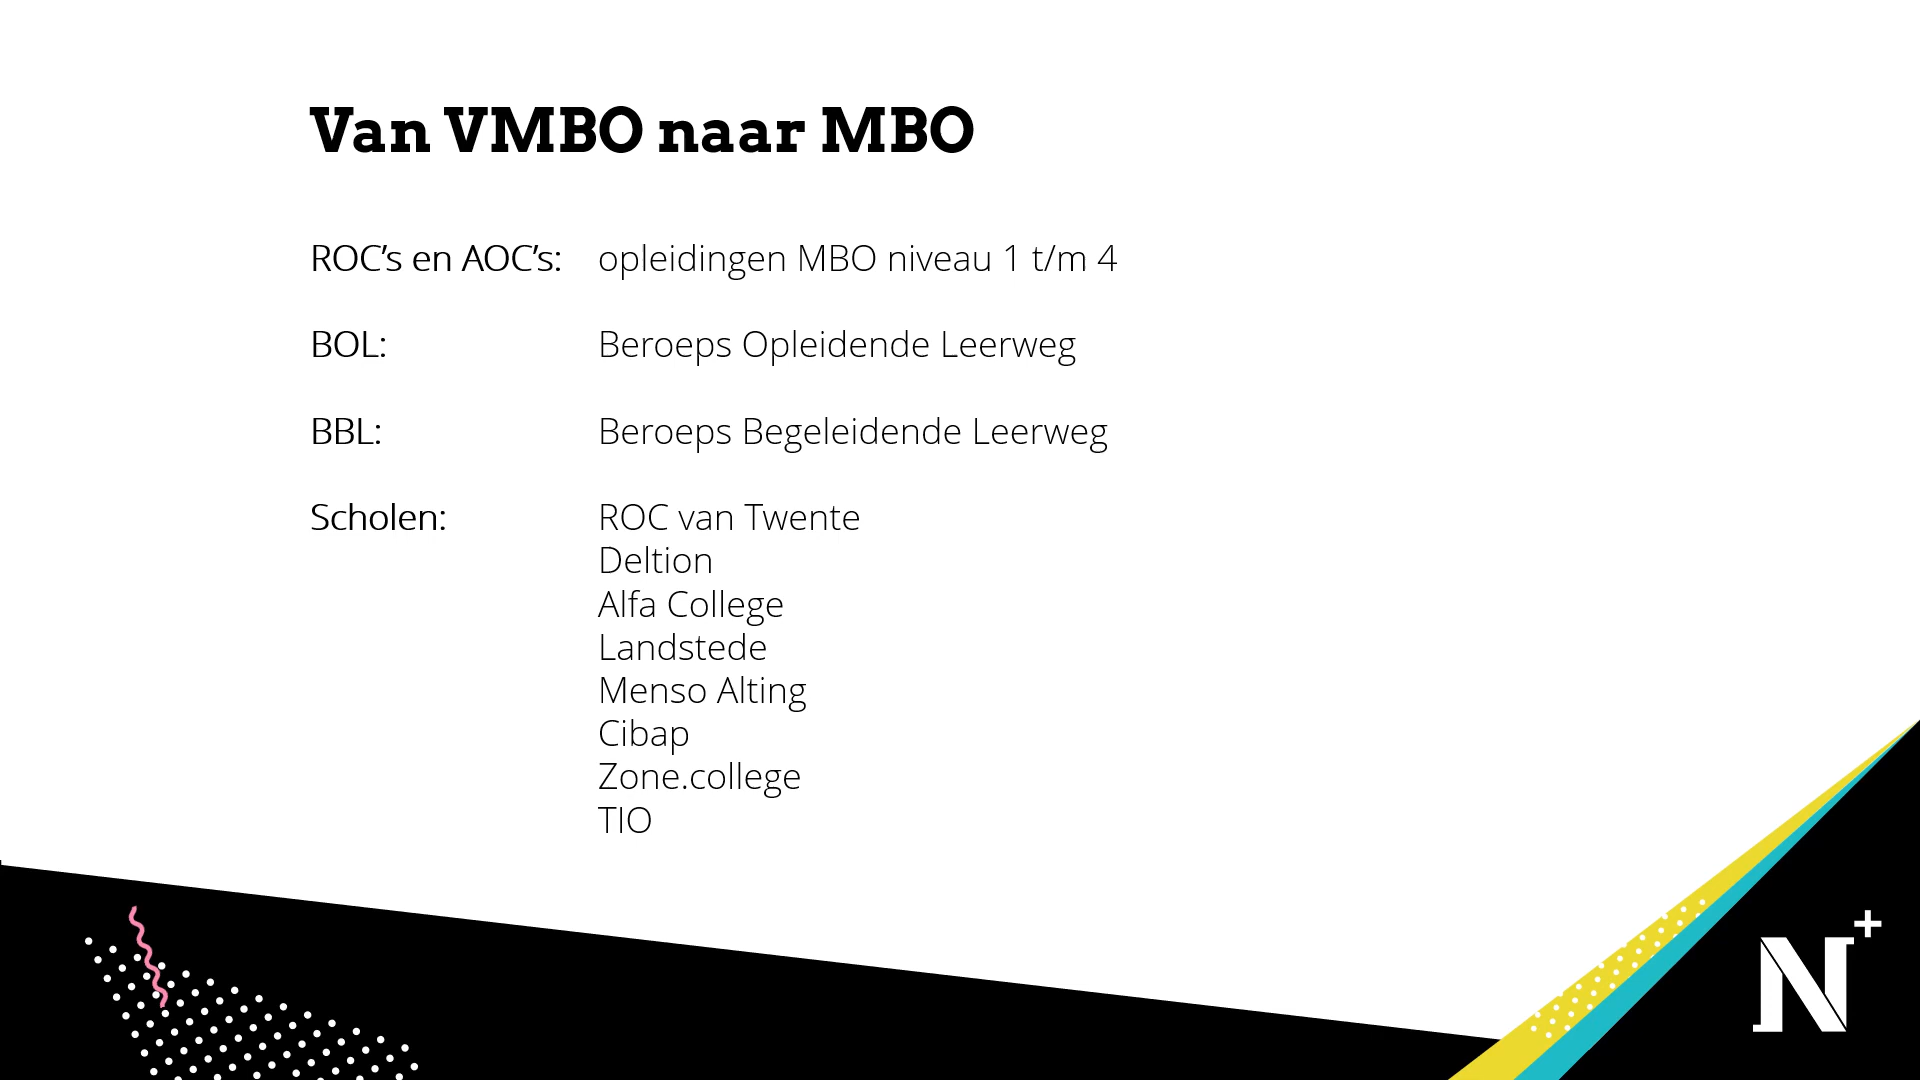 Van VMBO naar MBO
ROC’s en AOC’s: opleidingen MBO niveau 1 t/m 4
BOL: Beroeps Opleidende Leerweg
BBL: Beroeps Begeleidende Leerweg
Scholen: ROC van Twente
Deltion
Alfa College
Landstede
Menso Alting
Cibap
Zone.college
TIO
N+